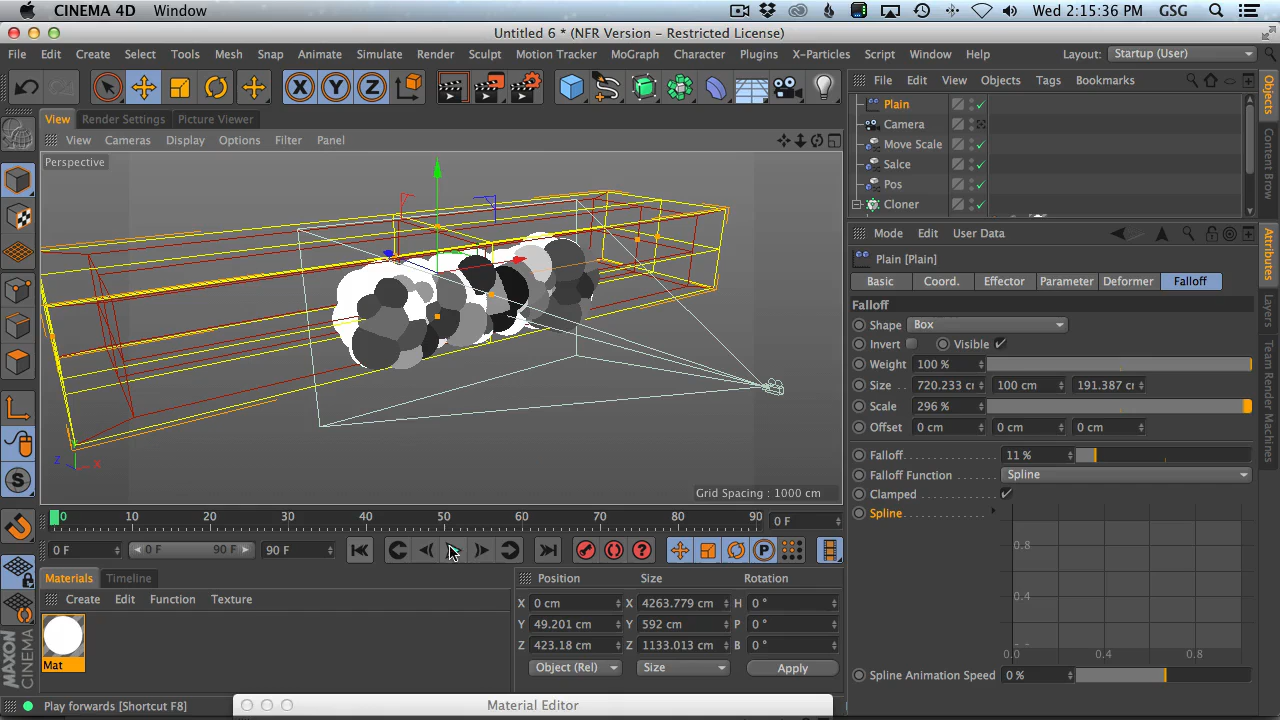 CINEMA 4D Window Wed 2:15:36 PM GSG
Untitled 6 * (NFR Version - Restricted License)
File Edit Create Select Tools Mesh Snap Animate Simulate Render Sculpt Motion Tracker MoGraph Character Plugins X-Particles Script Window Help Layout: Startup (User)
File Edit View Objects Tags Bookmarks
Plain
Camera
Move Scale
Salce
Pos
Cloner
View Render Settings Picture Viewer
View Cameras Display Options Filter Panel
Perspective
Z X
Grid Spacing : 1000 cm
Mode Edit User Data
Plain [Plain]
Basic Coord. Effector Parameter Deformer Falloff
Falloff
Shape Box
Invert Visible
Weight 100 %
Size . . 720.233 cı 100 cm 191.387 cı
Scale 296 %
Offset 0 cm 0 cm 0 cm
Falloff 11 %
Falloff Function Spline
Clamped
Spline
0.8
0.4
0.0 0.4 0.8
Spline Animation Speed 0 %
Objects
Content Brow
Attributes
Layers
Team Render Machines
0 10 20 30 40 50 60 70 80 90 0 F
0 F 0 F 90 F 90 F
Materials Timeline
Create Edit Function Texture
Mat
MAXON
CINEMA 4D
Position Size Rotation
X 0 cm X 4263.779 cm H 0 °
Y 49.201 cm Y 592 cm P 0 °
Z 423.18 cm Z 1133.013 cm B 0 °
Object (Rel) Size Apply
Play forwards [Shortcut F8]
Material Editor